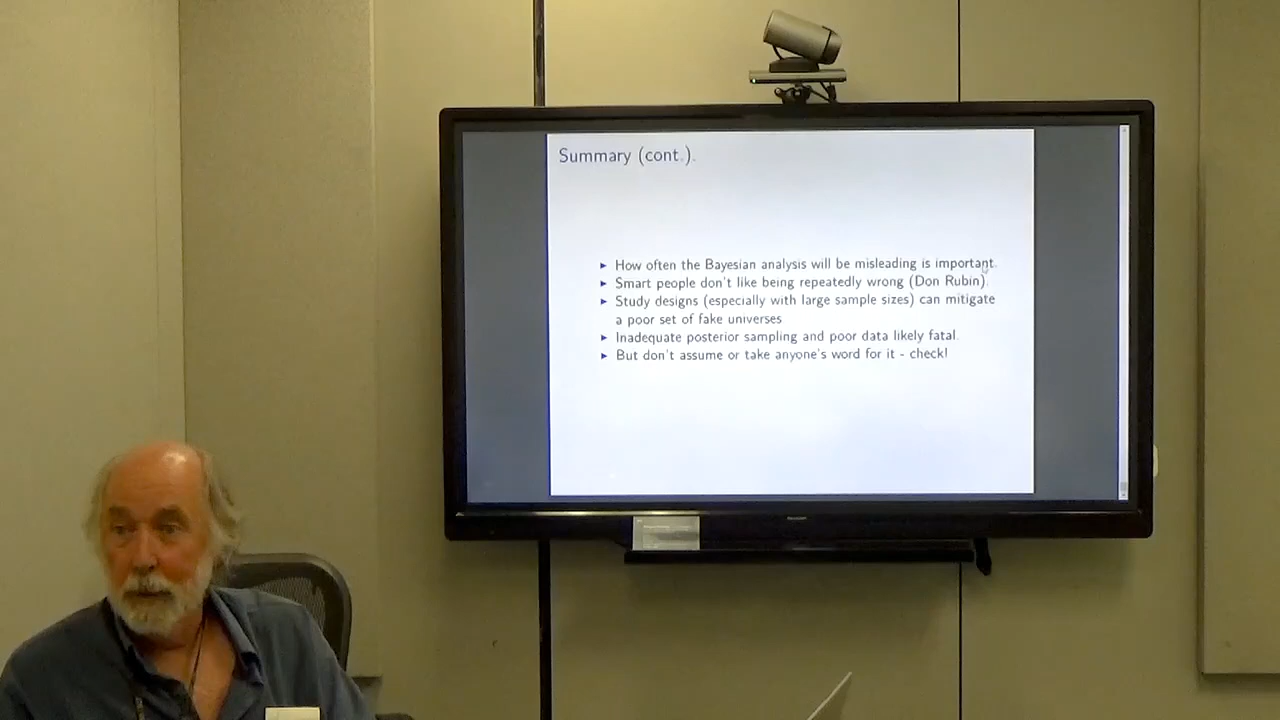 Summary (cont.).
▸ How often the Bayesian analysis will be misleading is important.
▸ Smart people don't like being repeatedly wrong (Don Rubin).
▸ Study designs (especially with large sample sizes) can mitigate
a poor set of fake universes
▸ Inadequate posterior sampling and poor data likely fatal.
▸ But don't assume or take anyone's word for it - check!